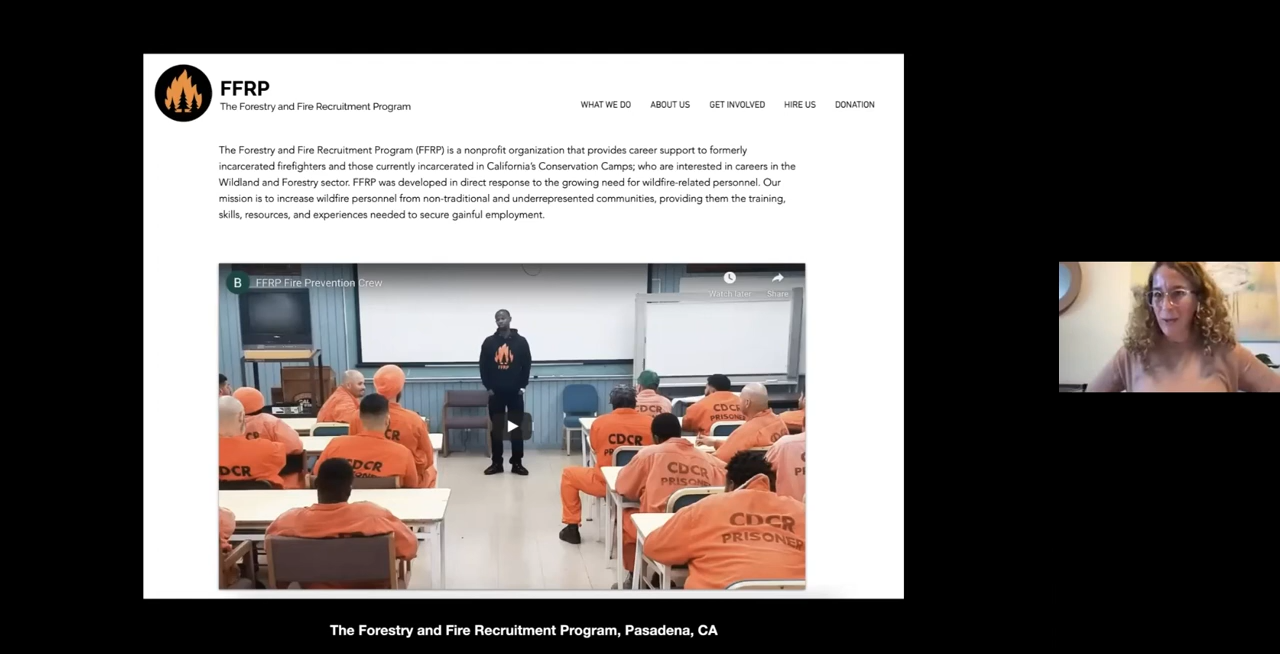 FFRP
The Forestry and Fire Recruitment Program
WHAT WE DO ABOUT US GET INVOLVED HIRE US DONATION
The Forestry and Fire Recruitment Program (FFRP) is a nonprofit organization that provides career support to formerly
incarcerated firefighters and those currently incarcerated in California's Conservation Camps; who are interested in careers in the
Wildland and Forestry sector. FFRP was developed in direct response to the growing need for wildfire-related personnel. Our
mission is to increase wildfire personnel from non-traditional and underrepresented communities, providing them the training,
skills, resources, and experiences needed to secure gainful employment.
B FFRP Fire Prevention Crew
Watch later Share
FFRP
CDCR
PRISONER
CDCR
CR
CDCR
CDCR
CDCR
PRISONER
CDCR
PRISONER
The Forestry and Fire Recruitment Program, Pasadena, CA